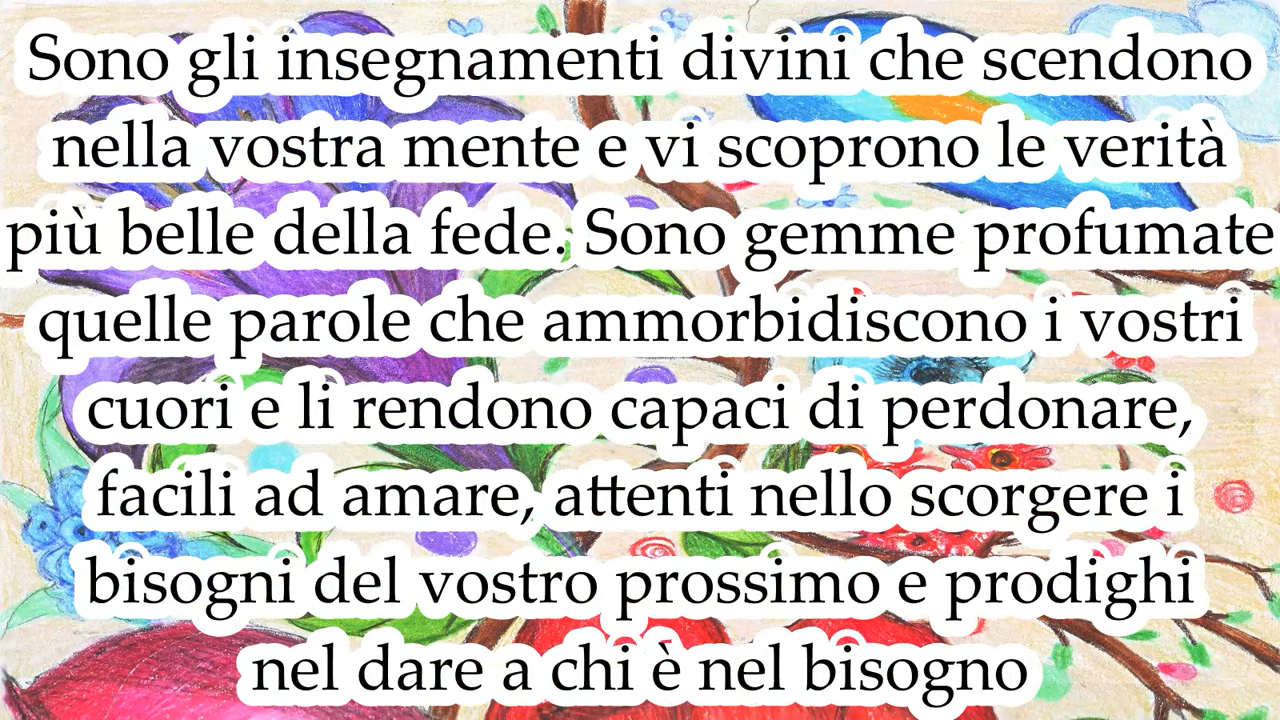 Sono gli insegnamenti divini che scendono
nella vostra mente e vi scoprono le verità
più belle della fede. Sono gemme profumate
quelle parole che ammorbidiscono i vostri
cuori e li rendono capaci di perdonare,
facili ad amare, attenti nello scorgere i
bisogni del vostro prossimo e prodighi
nel dare a chi è nel bisogno